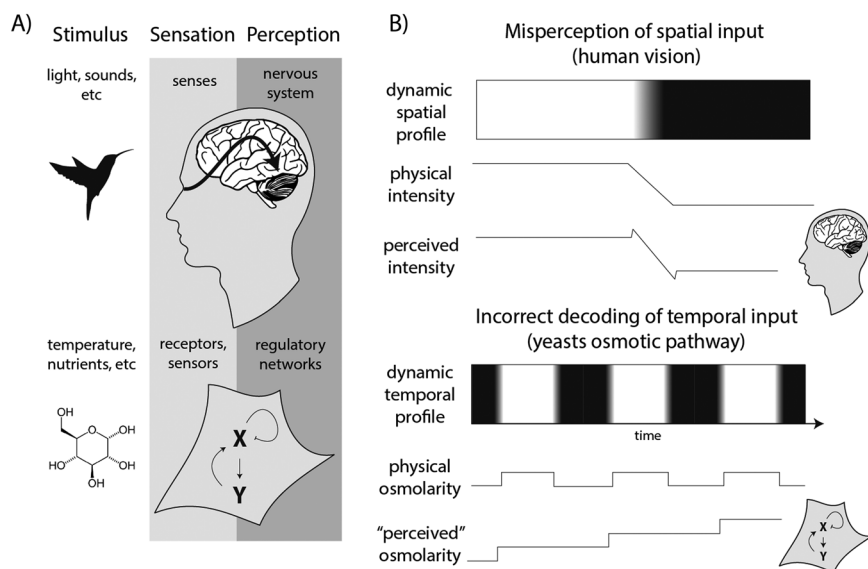 A)
Stimulus
Sensation
Perception
light, sounds,
etc
senses
nervous
system
temperature,
nutrients, etc
receptors,
sensors
regulatory
networks
OH
O
OH
HO
OH
OH
X
Y
B)
Misperception of spatial input
(human vision)
dynamic
spatial
profile
physical
intensity
perceived
intensity
Incorrect decoding of temporal input
(yeasts osmotic pathway)
dynamic
temporal
profile
time
physical
osmolarity
“perceived”
osmolarity
X
Y